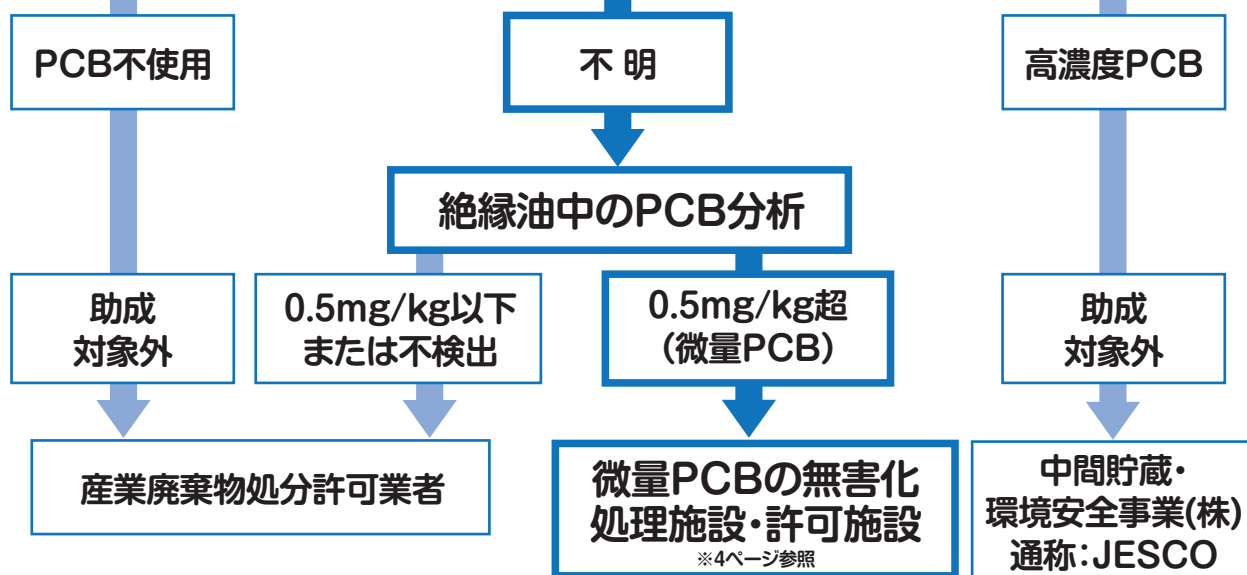 PCB不使用
不明
高濃度PCB
絶縁油中のPCB分析
助成
対象外
0.5mg/kg以下
または不検出
0.5mg/kg超
（微量PCB）
助成
対象外
産業廃棄物処分許可業者
微量PCBの無害化
処理施設・許可施設
※4ページ参照
中間貯蔵・
環境安全事業(株)
通称：JESCO